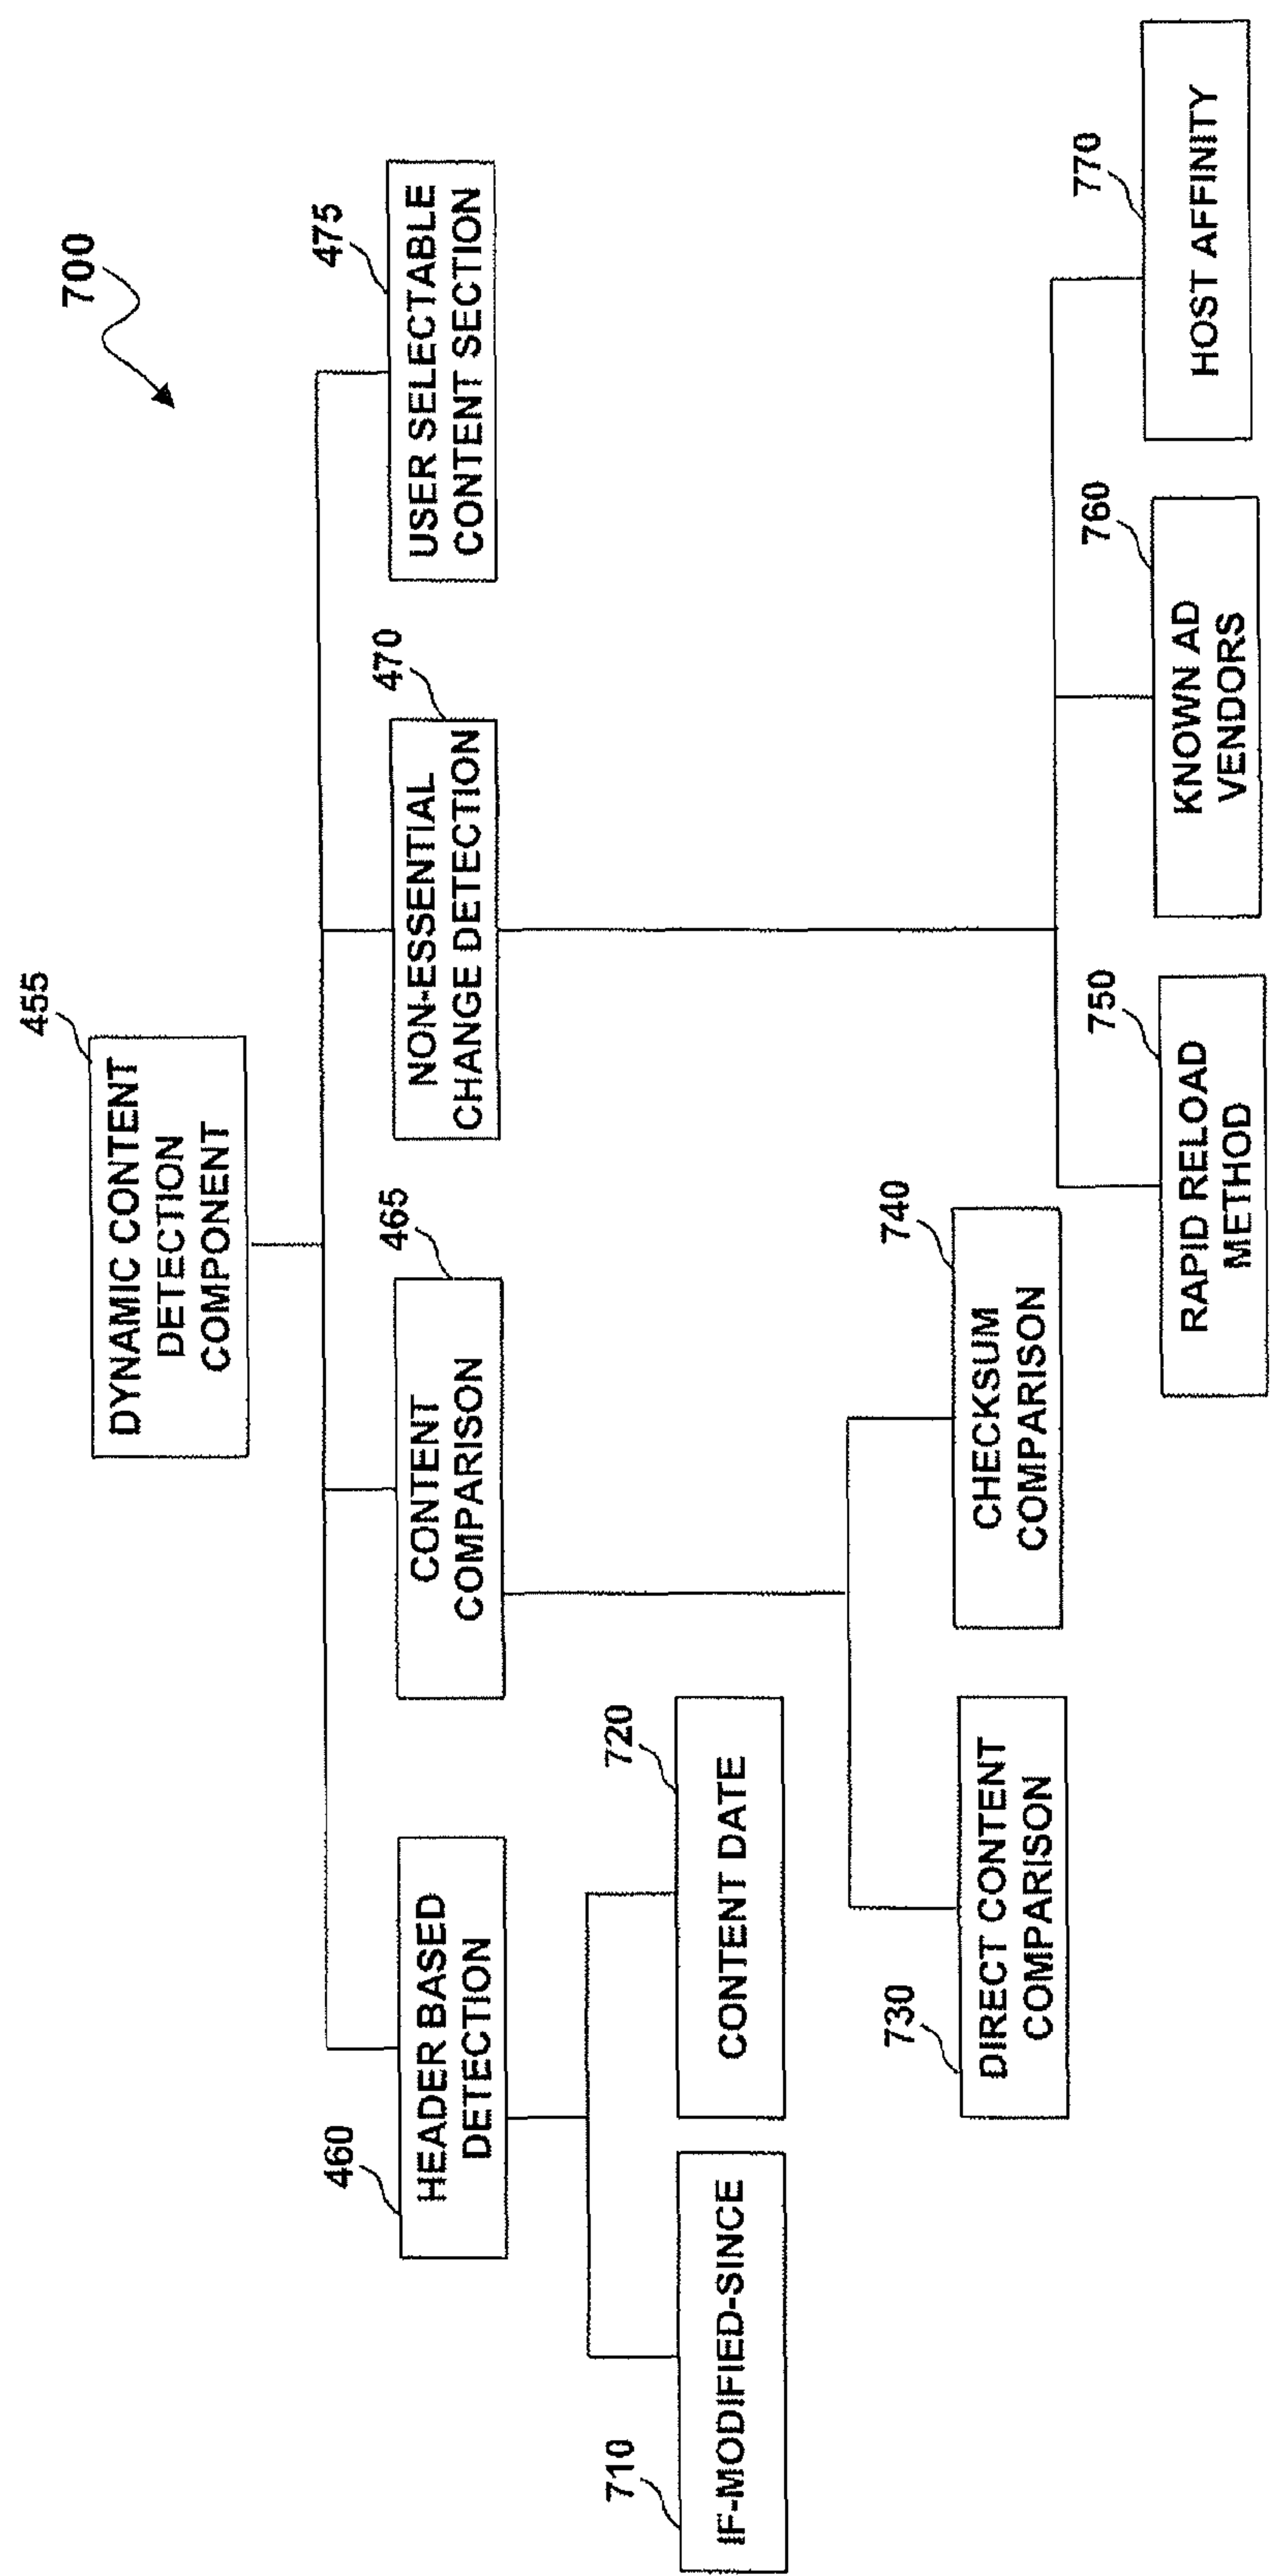 700
455
DYNAMIC CONTENT
DETECTION
COMPONENT
460
HEADER BASED
DETECTION
465
CONTENT
COMPARISON
470
NON-ESSENTIAL
CHANGE DETECTION
475
USER SELECTABLE
CONTENT SECTION
710
IF-MODIFIED-SINCE
720
CONTENT DATE
730
DIRECT CONTENT
COMPARISON
740
CHECKSUM
COMPARISON
750
RAPID RELOAD
METHOD
760
KNOWN AD
VENDORS
770
HOST AFFINITY